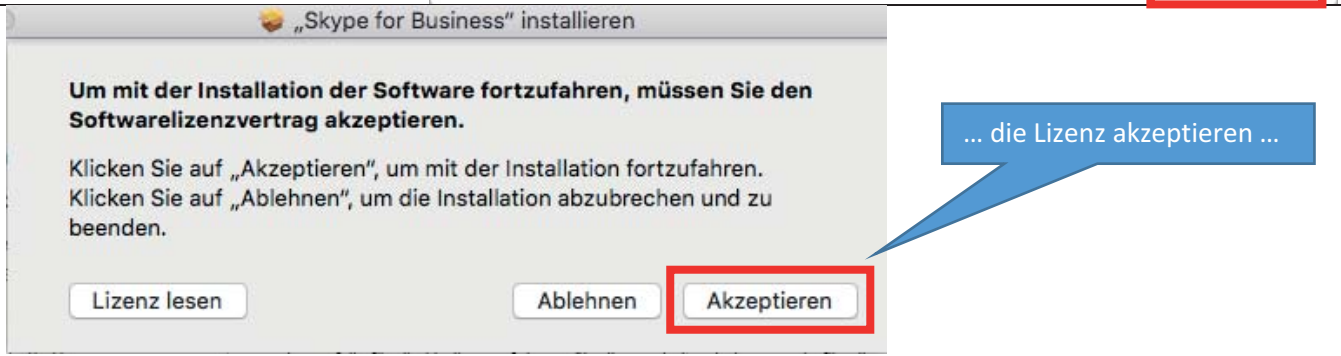 „Skype for Business“ installieren
Um mit der Installation der Software fortzufahren, müssen Sie den
Softwarelizenzvertrag akzeptieren.
Klicken Sie auf „Akzeptieren“, um mit der Installation fortzufahren.
Klicken Sie auf „Ablehnen“, um die Installation abzubrechen und zu
beenden.
... die Lizenz akzeptieren ...
Lizenz lesen
Ablehnen
Akzeptieren